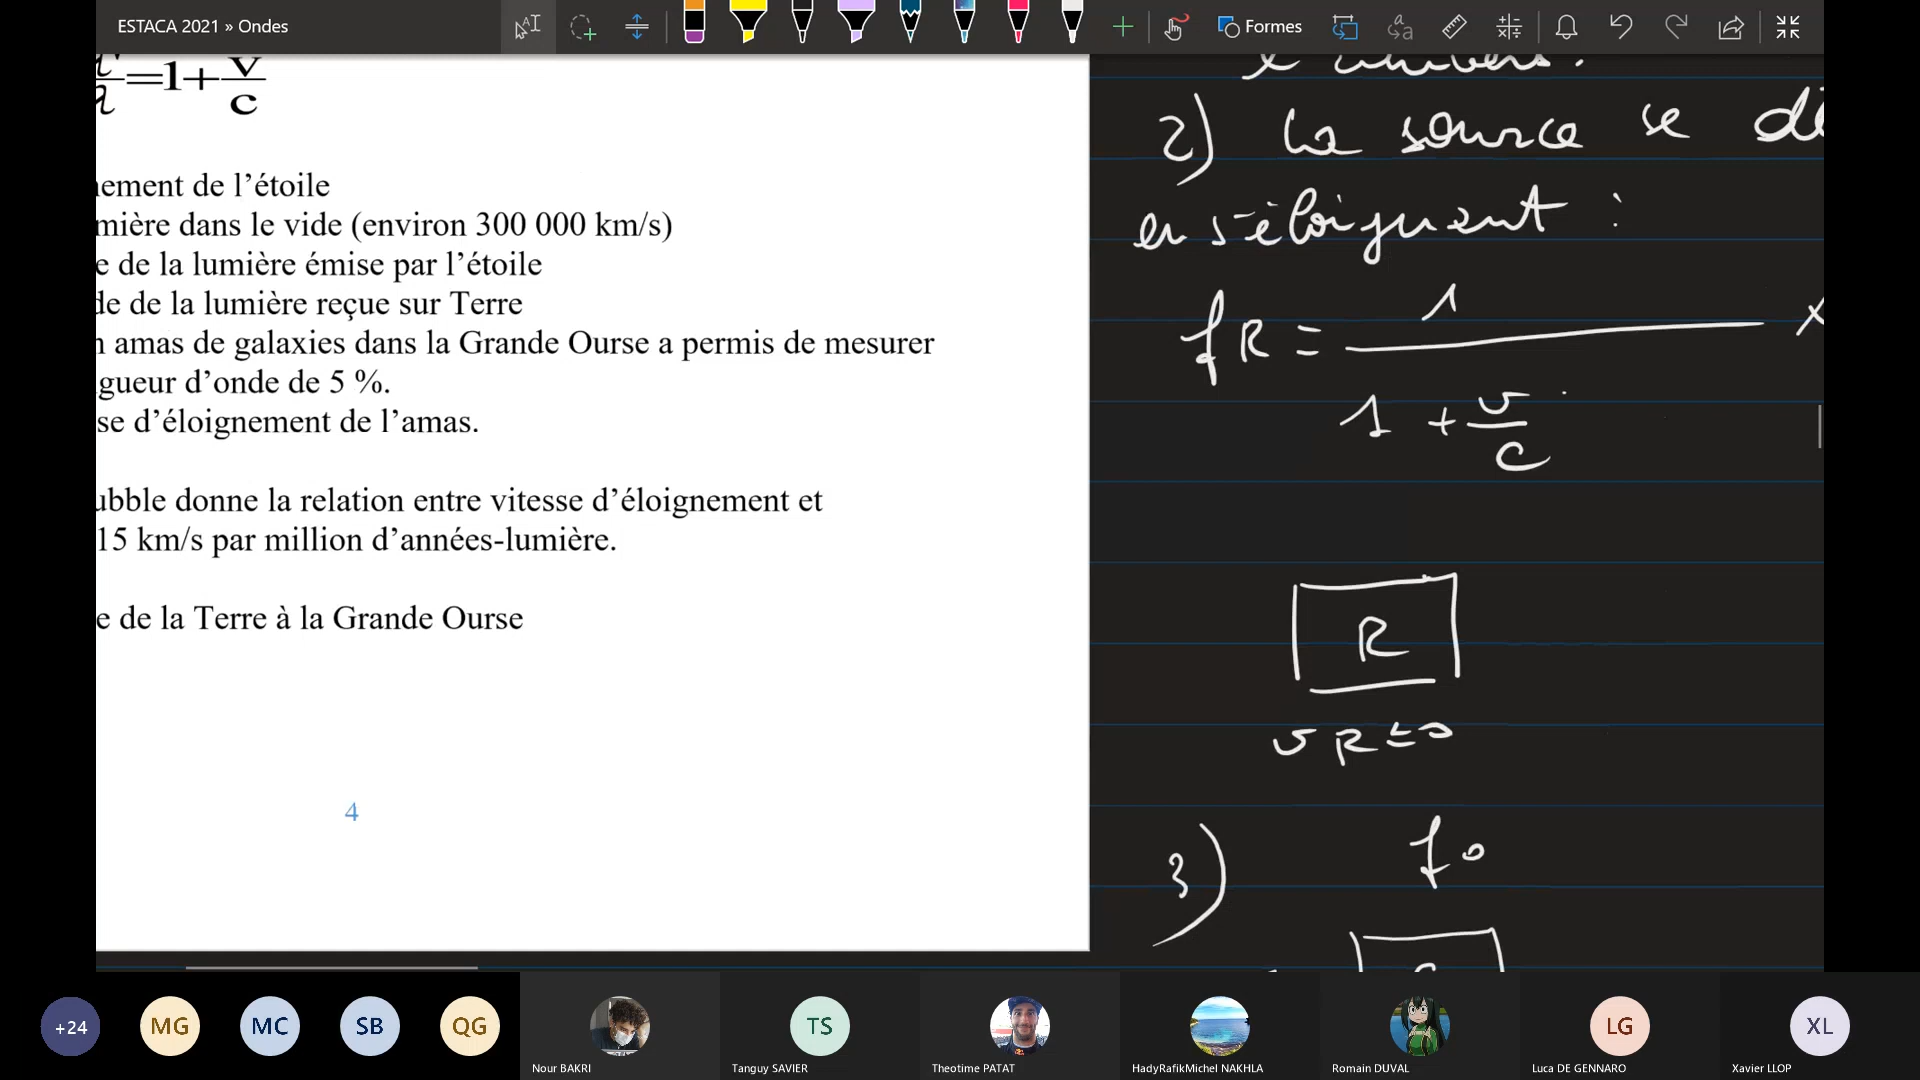 ESTACA 2021 » Ondes
Formes
=1+ v
c
nement de l’étoile
mière dans le vide (environ 300 000 km/s)
e de la lumière émise par l’étoile
de de la lumière reçue sur Terre
n amas de galaxies dans la Grande Ourse a permis de mesurer
gueur d’onde de 5 %.
se d’éloignement de l’amas.
ubble donne la relation entre vitesse d’éloignement et
15 km/s par million d’années-lumière.
e de la Terre à la Grande Ourse
4
2) La source se dé
en s'éloignant :
fR = 1 ×
1 + v
c
R
3) f0
+24
MG
MC
SB
QG
TS
LG
XL
Nour BAKRI
Tanguy SAVIER
Theotime PATAT
HadyRafikMichel NAKHLA
Romain DUVAL
Luca DE GENNARO
Xavier LLOP